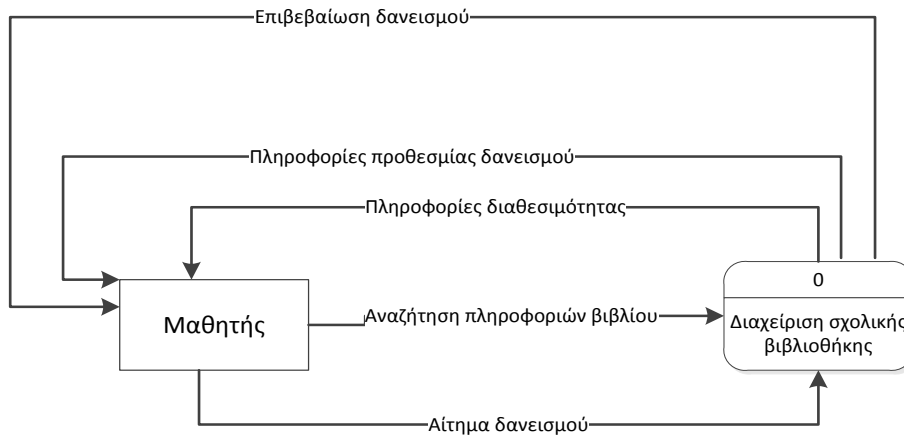 Επιβεβαίωση δανεισμού
Πληροφορίες προθεσμίας δανεισμού
Πληροφορίες διαθεσιμότητας
0
Μαθητής
Αναζήτηση πληροφοριών βιβλίου
Διαχείριση σχολικής
βιβλιοθήκης
Αίτημα δανεισμού